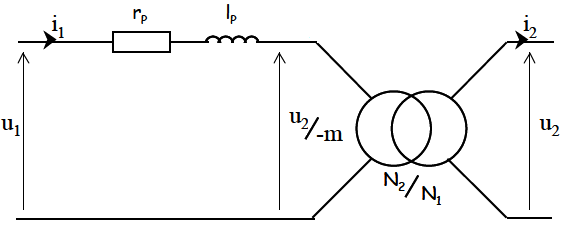 i₁
rₚ
lₚ
i₂
u₁
u₂/-m
u₂
N₂/N₁